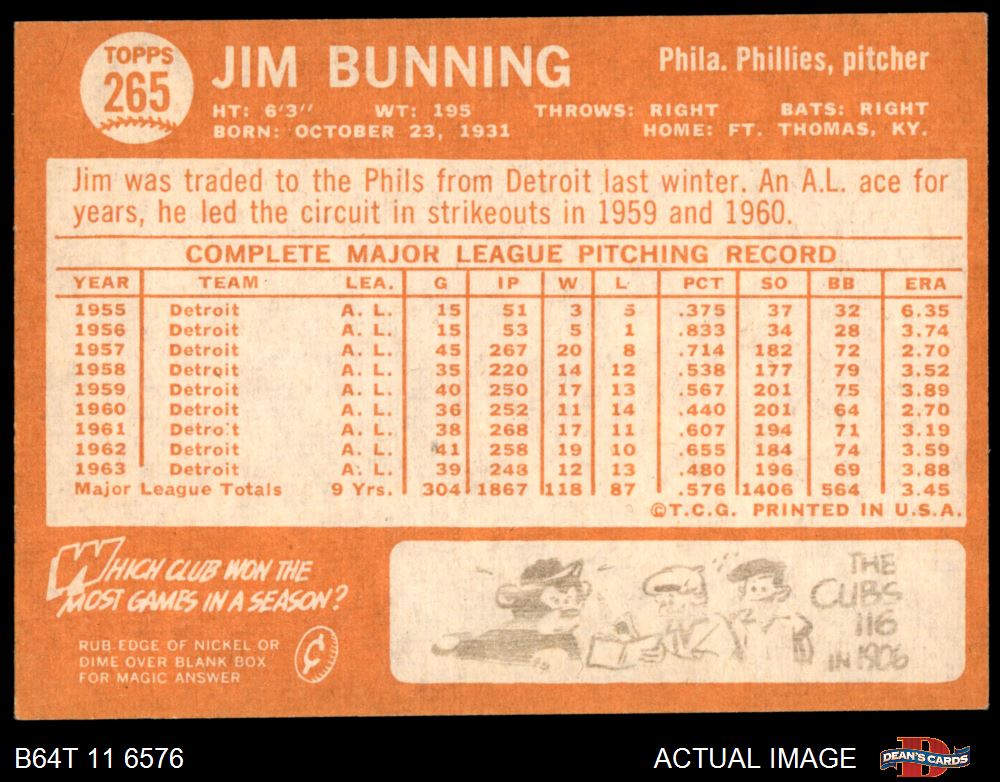 TOPPS
265
JIM BUNNING
Phila. Phillies, pitcher
HT: 6'3" WT: 195 THROWS: RIGHT BATS: RIGHT
BORN: OCTOBER 23, 1931 HOME: FT. THOMAS, KY.
Jim was traded to the Phils from Detroit last winter. An A.L. ace for
years, he led the circuit in strikeouts in 1959 and 1960.
COMPLETE MAJOR LEAGUE PITCHING RECORD
YEAR TEAM LEA. G IP W L PCT SO BB ERA
1955 Detroit A. L. 15 51 3 5 .375 37 32 6.35
1956 Detroit A. L. 15 53 5 1 .833 34 28 3.74
1957 Detroit A. L. 45 267 20 8 .714 182 72 2.70
1958 Detroit A. L. 35 220 14 12 .538 177 79 3.52
1959 Detroit A. L. 40 250 17 13 .567 201 75 3.89
1960 Detroit A. L. 36 252 11 14 .440 201 64 2.70
1961 Detroit A. L. 38 268 17 11 .607 194 71 3.19
1962 Detroit A. L. 41 258 19 10 .655 184 74 3.59
1963 Detroit A. L. 39 248 12 13 .480 196 69 3.88
Major League Totals 9 Yrs. 304 1867 118 87 .576 1406 564 3.45
©T.C.G. PRINTED IN U.S.A.
WHICH CLUB WON THE
MOST GAMES IN A SEASON?
RUB EDGE OF NICKEL OR
DIME OVER BLANK BOX
FOR MAGIC ANSWER
THE
CUBS
116
IN 1906
B64T 11 6576
ACTUAL IMAGE
DEAN'S CARDS